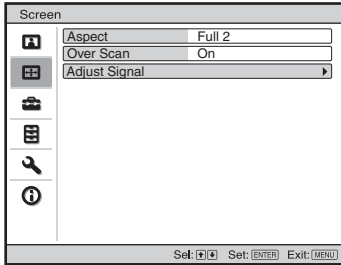 Screen
Aspect Full 2
Over Scan On
Adjust Signal
Sel: Set: ENTER Exit: MENU